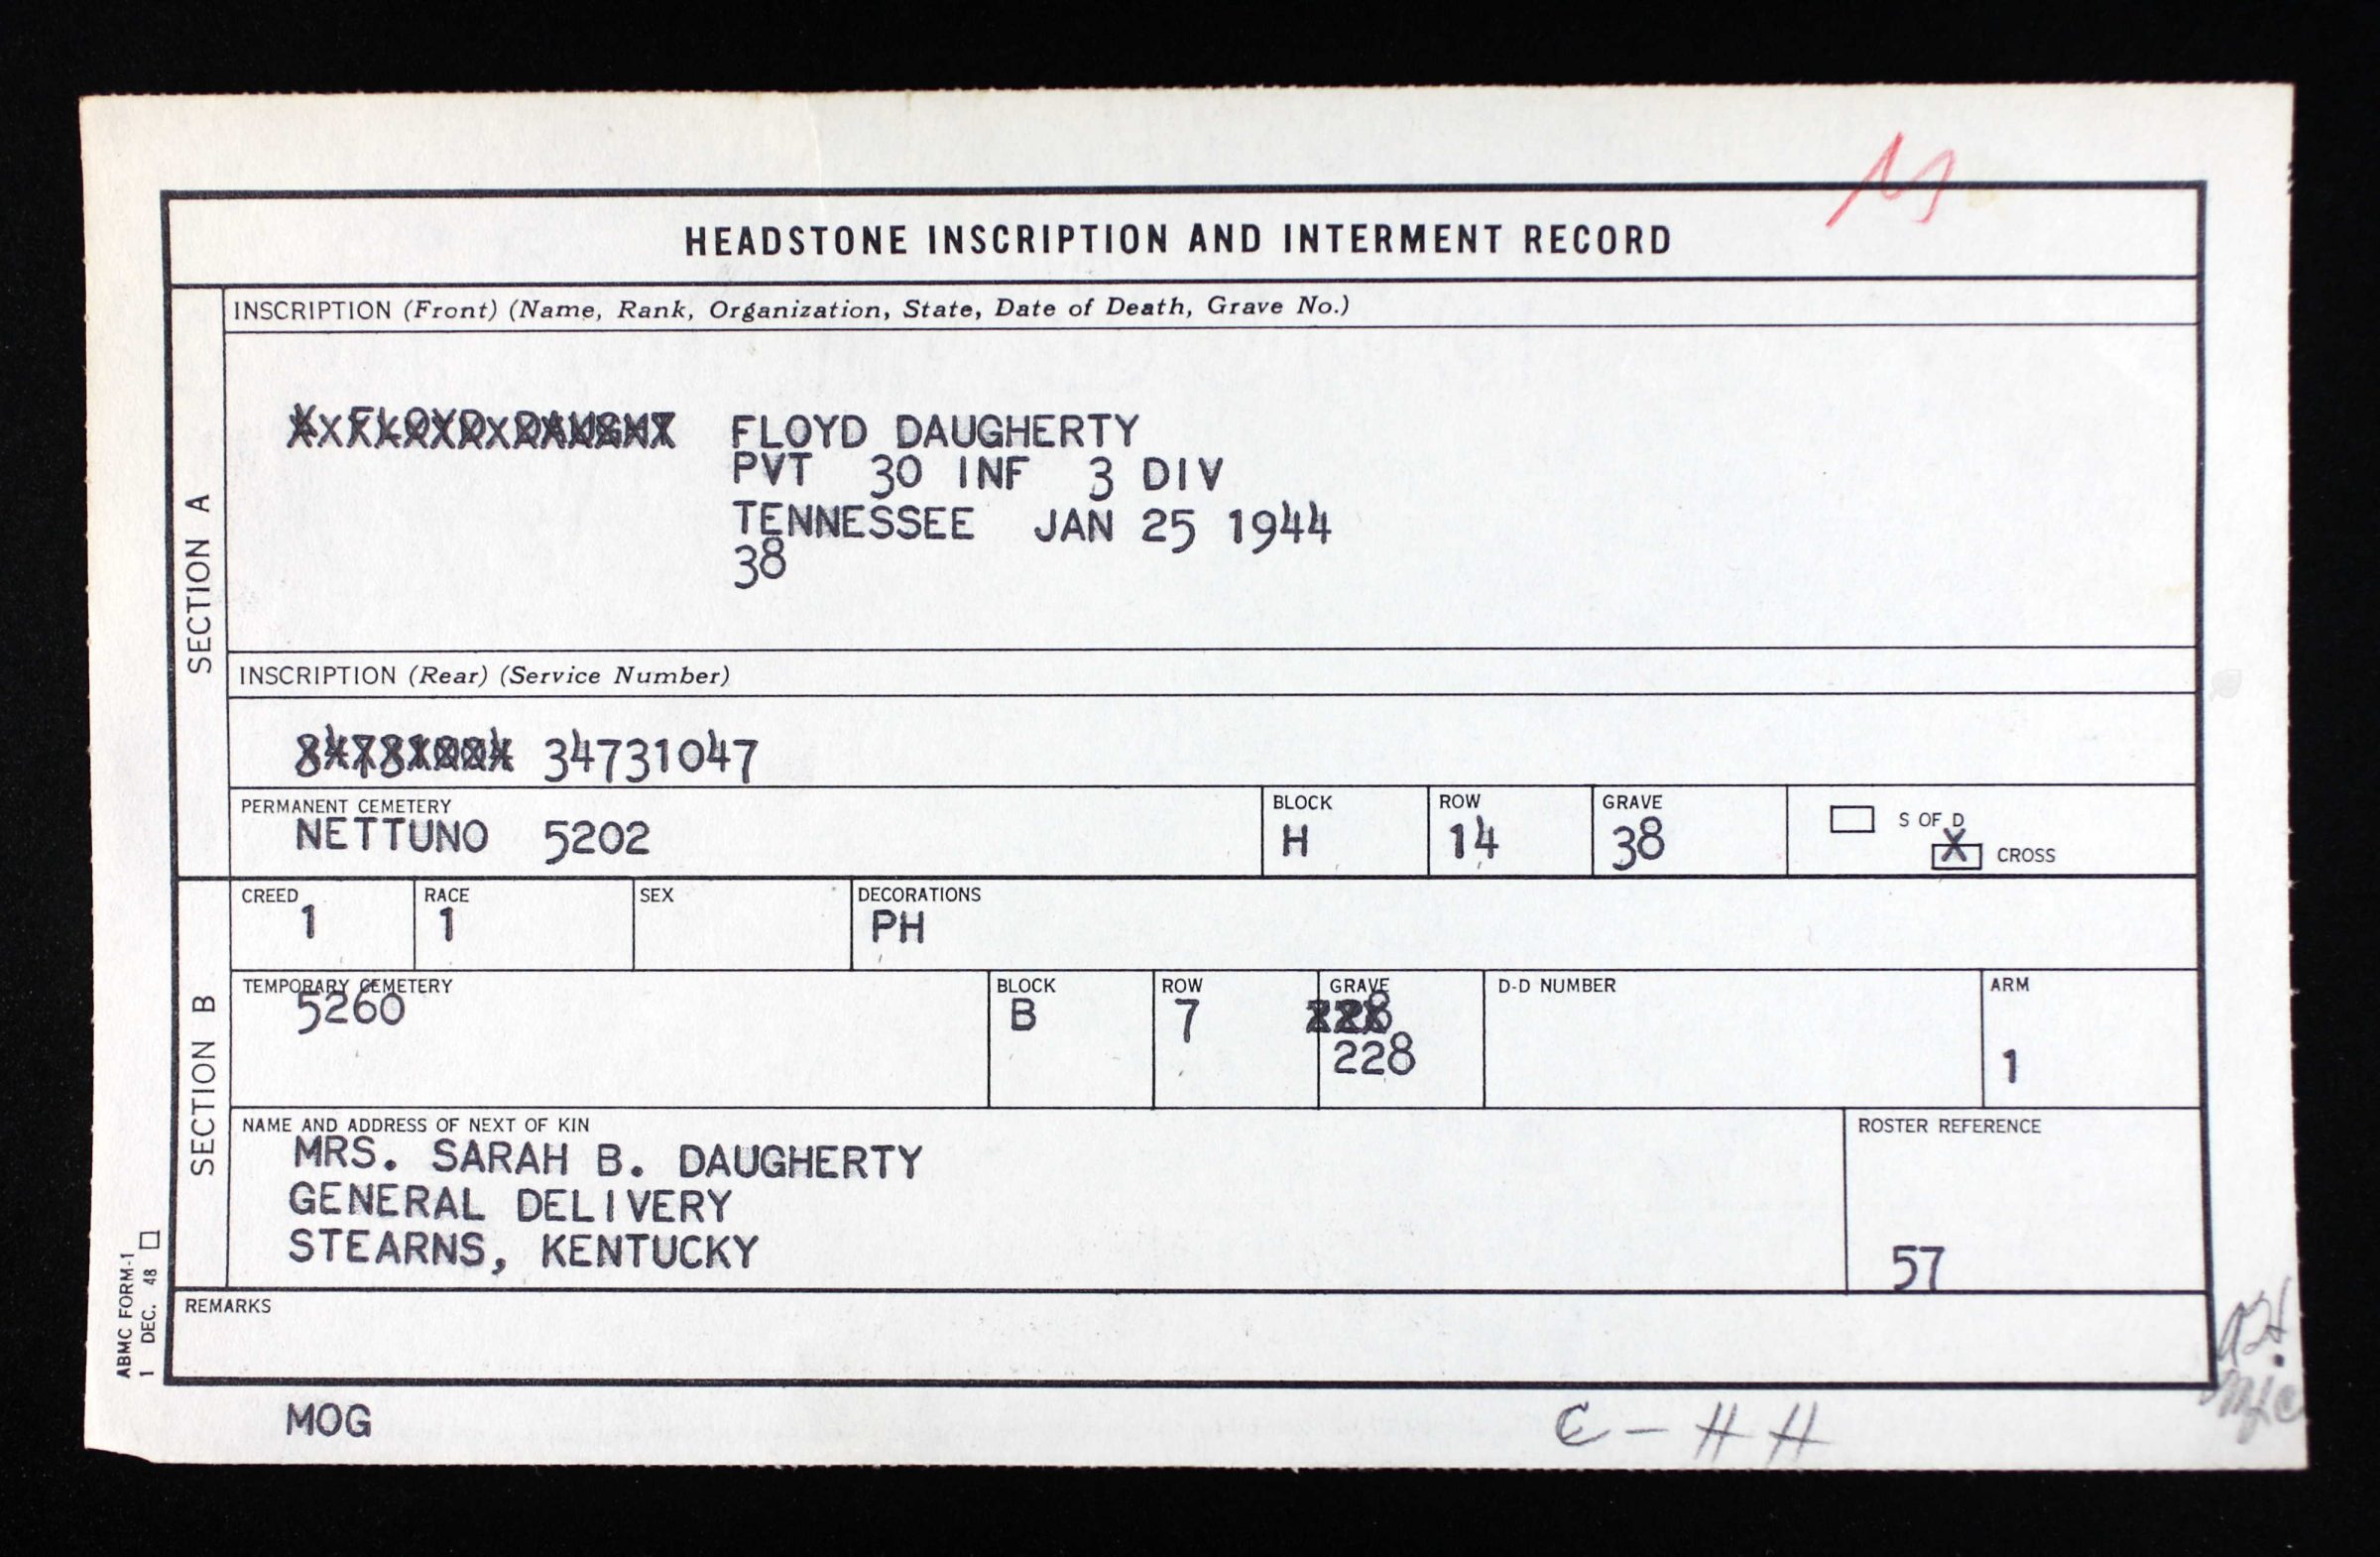 HEADSTONE INSCRIPTION AND INTERMENT RECORD
SECTION A
INSCRIPTION (Front) (Name, Rank, Organization, State, Date of Death, Grave No.)
FLOYD DAUGHERTY
PVT 30 INF 3 DIV
TENNESSEE JAN 25 1944
38
INSCRIPTION (Rear) (Service Number)
34731047
PERMANENT CEMETERY BLOCK ROW GRAVE
NETTUNO 5202 H 14 38
S OF D
X CROSS
SECTION B
CREED RACE SEX DECORATIONS
1 1 PH
TEMPORARY CEMETERY BLOCK ROW GRAVE D-D NUMBER ARM
5260 B 7 228 1
NAME AND ADDRESS OF NEXT OF KIN ROSTER REFERENCE
MRS. SARAH B. DAUGHERTY
GENERAL DELIVERY
STEARNS, KENTUCKY 57
REMARKS
ABMC FORM-1
1 DEC. 48
MOG
C - HH